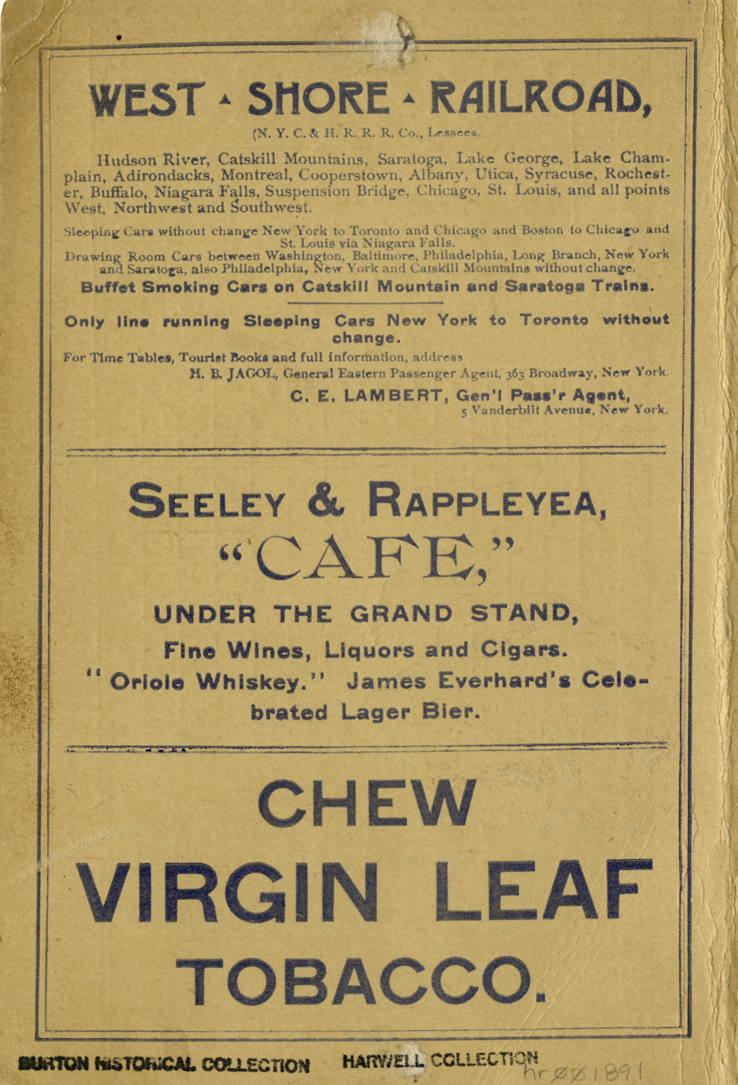 WEST ▴ SHORE ▴ RAILROAD,
(N. Y. C. & H. R. R. R. Co., Lessees.
Hudson River, Catskill Mountains, Saratoga, Lake George, Lake Cham-
plain, Adirondacks, Montreal, Cooperstown, Albany, Utica, Syracuse, Rochest-
er, Buffalo, Niagara Falls, Suspension Bridge, Chicago, St. Louis, and all points
West, Northwest and Southwest.
Sleeping Cars without change New York to Toronto and Chicago and Boston to Chicago and
St. Louis via Niagara Falls.
Drawing Room Cars between Washington, Baltimore, Philadelphia, Long Branch, New York
and Saratoga, also Philadelphia, New York and Catskill Mountains without change.
Buffet Smoking Cars on Catskill Mountain and Saratoga Trains.
Only line running Sleeping Cars New York to Toronto without
change.
For Time Tables, Tourist Books and full information, address
H. B. JAGOL, General Eastern Passenger Agent, 363 Broadway, New York.
C. E. LAMBERT, Gen'l Pass'r Agent,
5 Vanderbilt Avenue, New York.
SEELEY & RAPPLEYEA,
"CAFE,"
UNDER THE GRAND STAND,
Fine Wines, Liquors and Cigars.
"Oriole Whiskey." James Everhard's Cele-
brated Lager Bier.
CHEW
VIRGIN LEAF
TOBACCO.
BURTON HISTORICAL COLLECTION HARWELL COLLECTION
hr001891